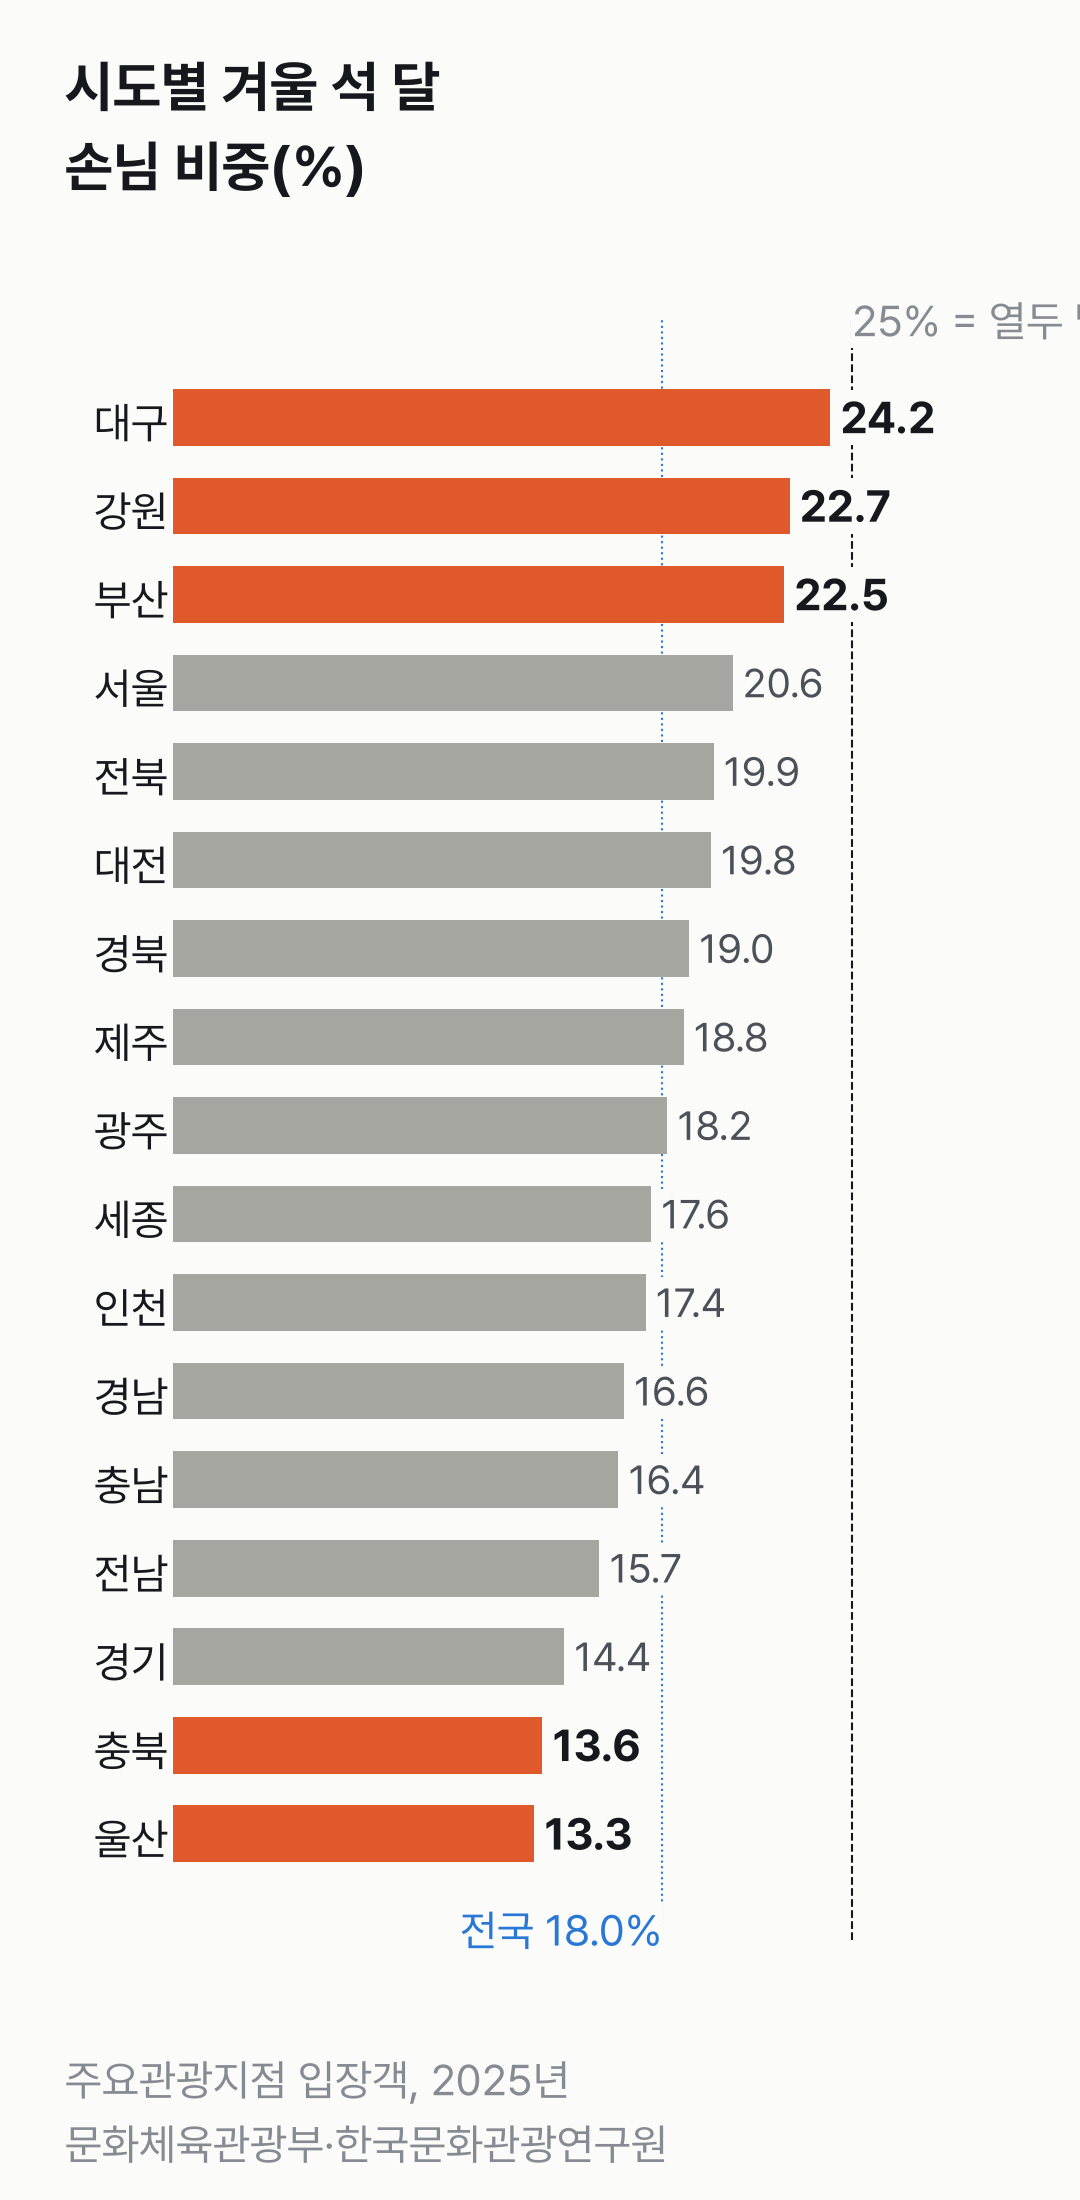 시도별 겨울 석 달
손님 비중(%)
25% = 열두
대구 24.2
강원 22.7
부산 22.5
서울 20.6
전북 19.9
대전 19.8
경북 19.0
제주 18.8
광주 18.2
세종 17.6
인천 17.4
경남 16.6
충남 16.4
전남 15.7
경기 14.4
충북 13.6
울산 13.3
전국 18.0%
주요관광지점 입장객, 2025년
문화체육관광부·한국문화관광연구원